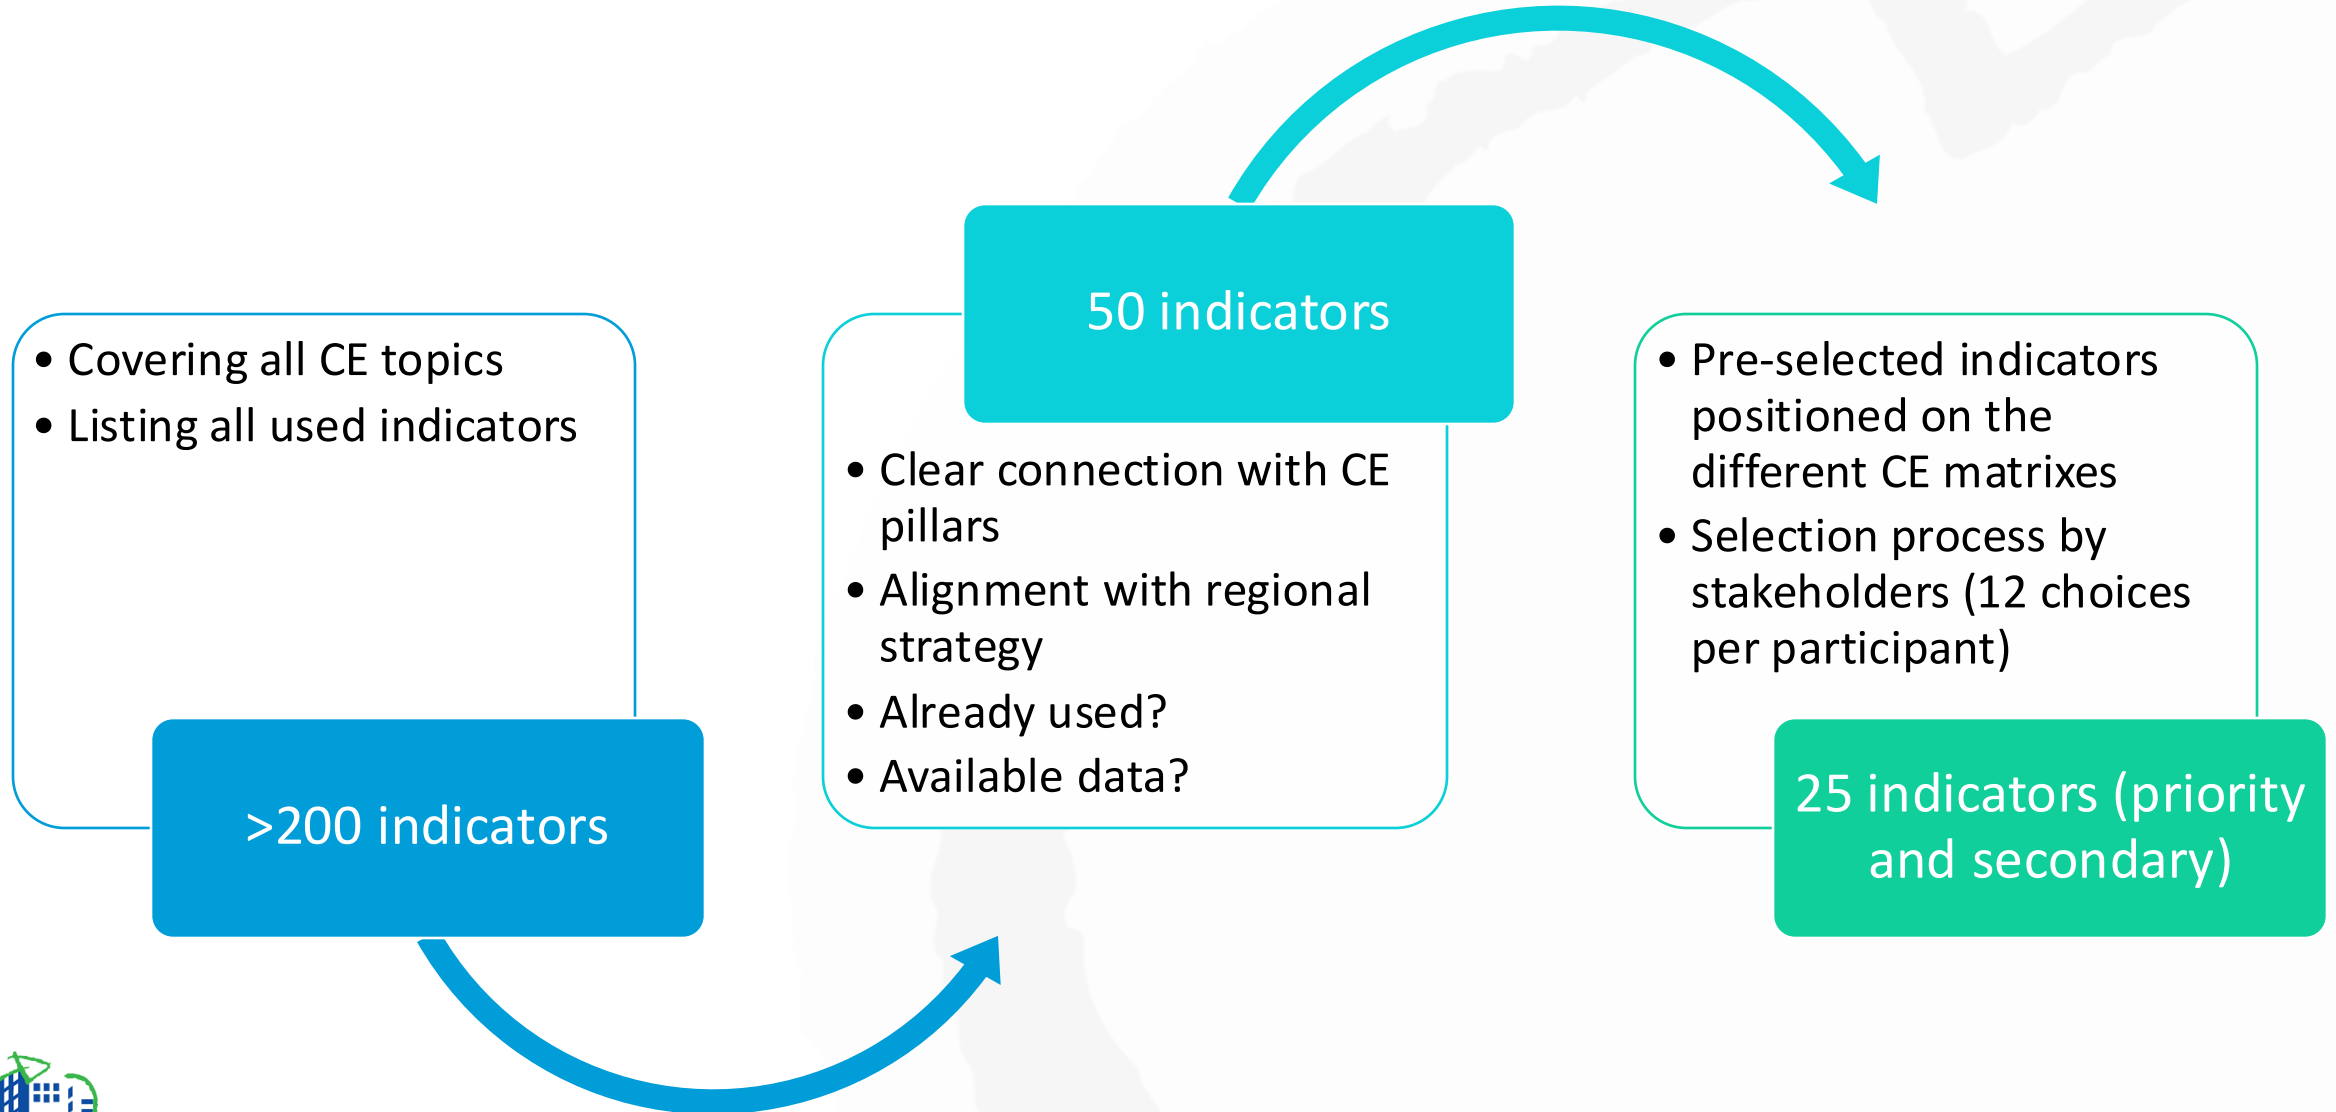 • Covering all CE topics
• Listing all used indicators
>200 indicators
50 indicators
• Clear connection with CE
pillars
• Alignment with regional
strategy
• Already used?
• Available data?
• Pre-selected indicators
positioned on the
different CE matrixes
• Selection process by
stakeholders (12 choices
per participant)
25 indicators (priority
and secondary)